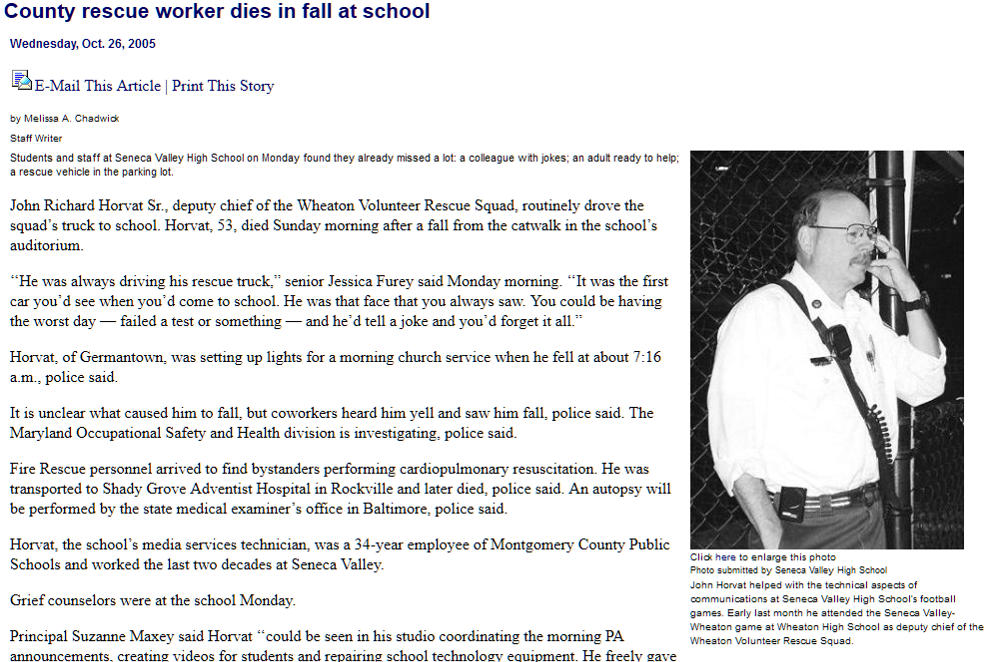 County rescue worker dies in fall at school
Wednesday, Oct. 26, 2005
E-Mail This Article | Print This Story
by Melissa A. Chadwick
Staff Writer
Students and staff at Seneca Valley High School on Monday found they already missed a lot: a colleague with jokes; an adult ready to help;
a rescue vehicle in the parking lot.
John Richard Horvat Sr., deputy chief of the Wheaton Volunteer Rescue Squad, routinely drove the
squad's truck to school. Horvat, 53, died Sunday morning after a fall from the catwalk in the school's
auditorium.
“He was always driving his rescue truck,” senior Jessica Furey said Monday morning. “It was the first
car you'd see when you'd come to school. He was that face that you always saw. You could be having
the worst day — failed a test or something — and he'd tell a joke and you'd forget it all.”
Horvat, of Germantown, was setting up lights for a morning church service when he fell at about 7:16
a.m., police said.
It is unclear what caused him to fall, but coworkers heard him yell and saw him fall, police said. The
Maryland Occupational Safety and Health division is investigating, police said.
Fire Rescue personnel arrived to find bystanders performing cardiopulmonary resuscitation. He was
transported to Shady Grove Adventist Hospital in Rockville and later died, police said. An autopsy will
be performed by the state medical examiner's office in Baltimore, police said.
Horvat, the school's media services technician, was a 34-year employee of Montgomery County Public
Schools and worked the last two decades at Seneca Valley.
Grief counselors were at the school Monday.
Principal Suzanne Maxey said Horvat “could be seen in his studio coordinating the morning PA
announcements, creating videos for students and repairing school technology equipment. He freely gave
Click here to enlarge this photo
Photo submitted by Seneca Valley High School
John Horvat helped with the technical aspects of
communications at Seneca Valley High School's football
games. Early last month he attended the Seneca Valley-
Wheaton game at Wheaton High School as deputy chief of the
Wheaton Volunteer Rescue Squad.